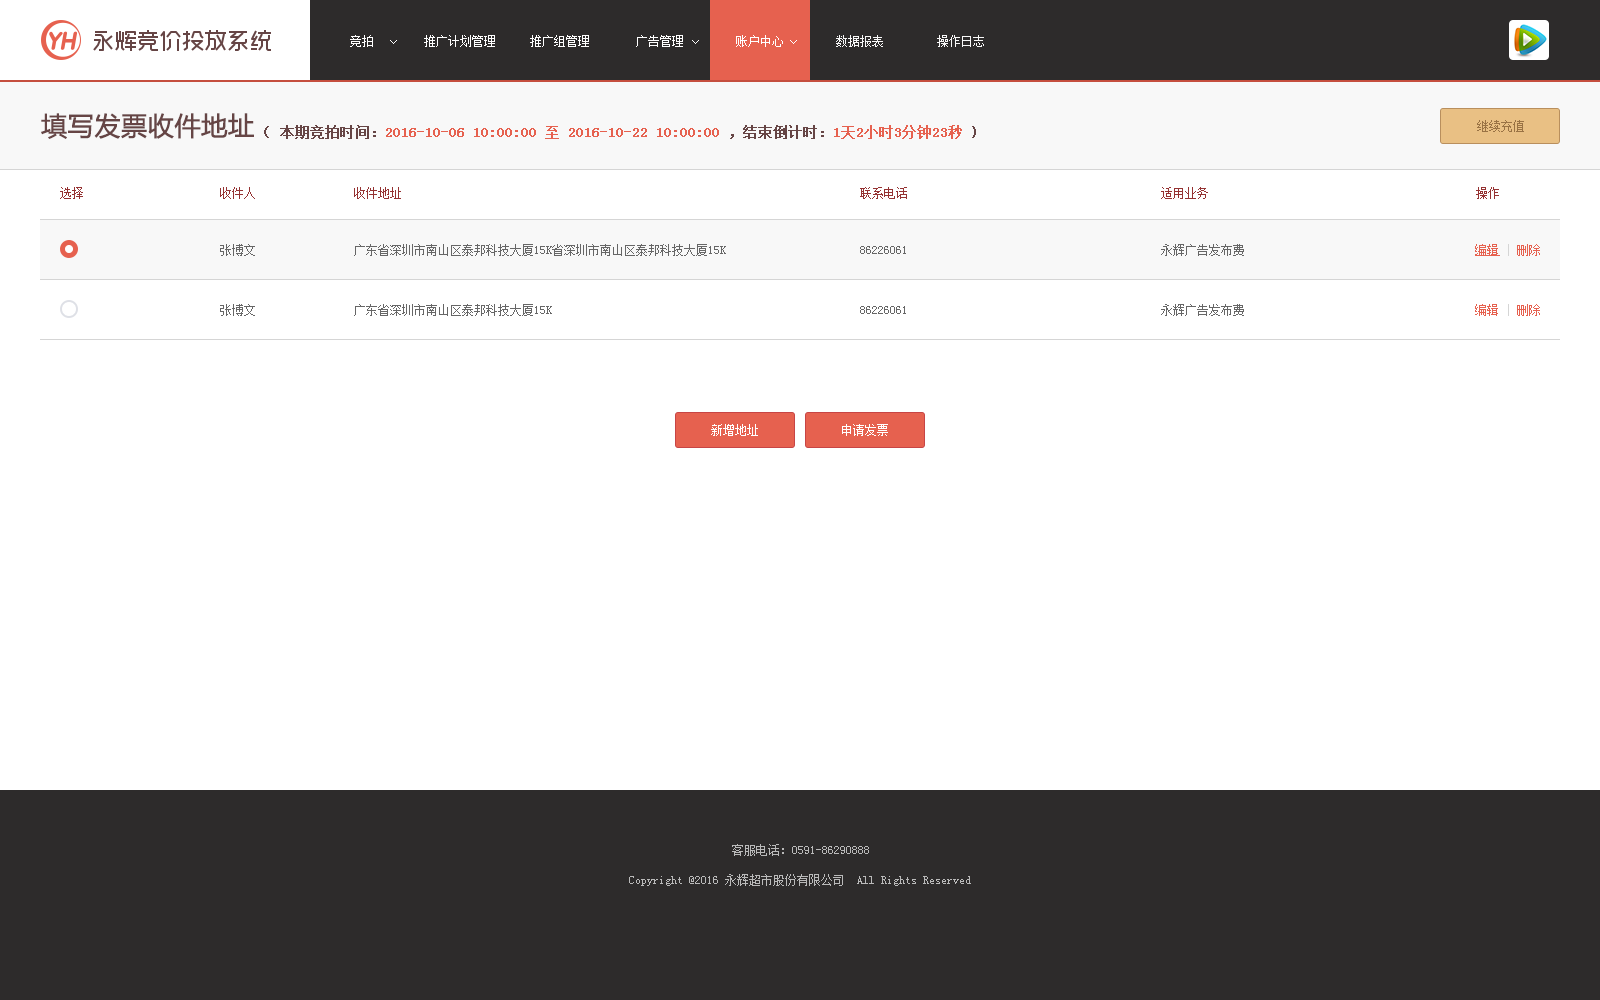 YH 永辉竞价投放系统 竞拍 推广计划管理 推广组管理 广告管理 账户中心 数据报表 操作日志
填写发票收件地址 ( 本期竞拍时间：2016-10-06 10:00:00 至 2016-10-22 10:00:00 ，结束倒计时：1天2小时3分钟23秒 ) 继续充值
选择 收件人 收件地址 联系电话 适用业务 操作
张博文 广东省深圳市南山区泰邦科技大厦15K省深圳市南山区泰邦科技大厦15K 86226061 永辉广告发布费 编辑 | 删除
张博文 广东省深圳市南山区泰邦科技大厦15K 86226061 永辉广告发布费 编辑 | 删除
新增地址 申请发票
客服电话：0591-86290888
Copyright @2016 永辉超市股份有限公司 All Rights Reserved